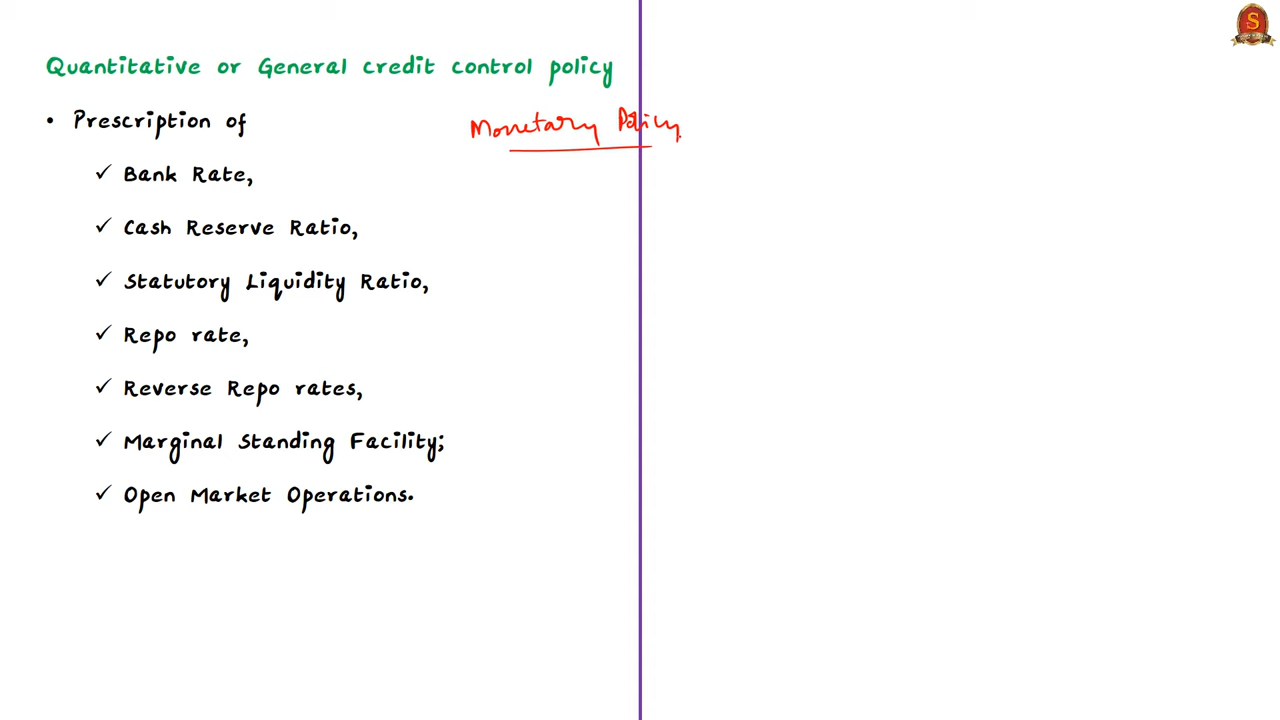 Quantitative or General credit control policy
• Prescription of
Monetary Policy
✓ Bank Rate,
✓ Cash Reserve Ratio,
✓ Statutory Liquidity Ratio,
✓ Repo rate,
✓ Reverse Repo rates,
✓ Marginal Standing Facility;
✓ Open Market Operations.
S